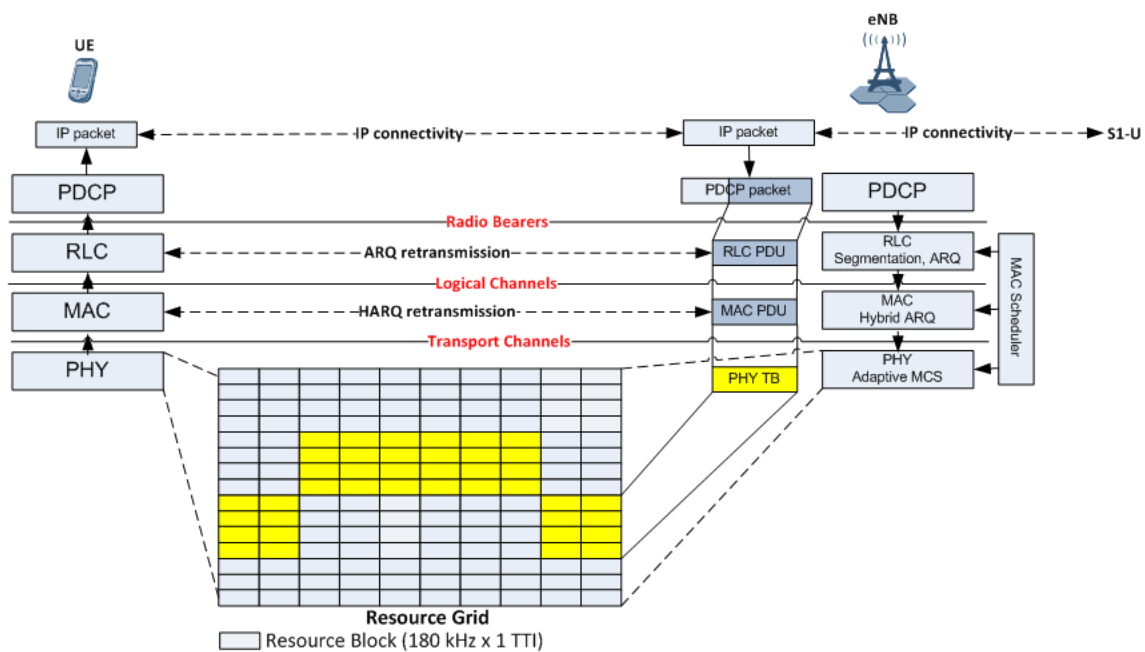 eNB
UE
IP packet
IP connectivity
IP packet
IP connectivity
S1-U
PDCP
PDCP packet
PDCP
Radio Bearers
RLC
ARQ retransmission
RLC PDU
RLC
Segmentation, ARQ
MAC Scheduler
Logical Channels
MAC
HARQ retransmission
MAC PDU
MAC
Hybrid ARQ
Transport Channels
PHY
PHY TB
PHY
Adaptive MCS
Resource Grid
Resource Block (180 kHz x 1 TTI)